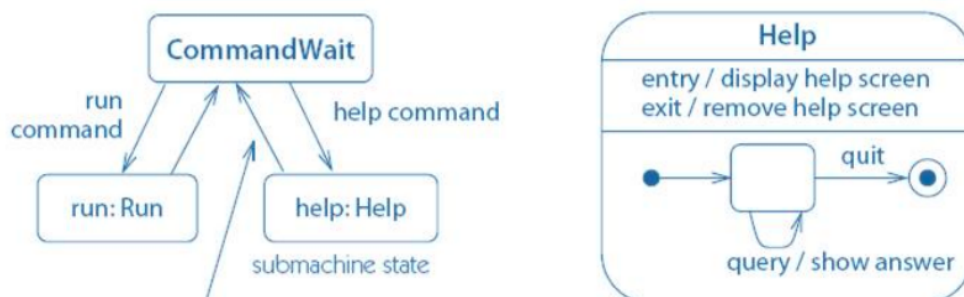 CommandWait
run
command
help command
run: Run
help: Help
submachine state
Help
entry / display help screen
exit / remove help screen
quit
query / show answer